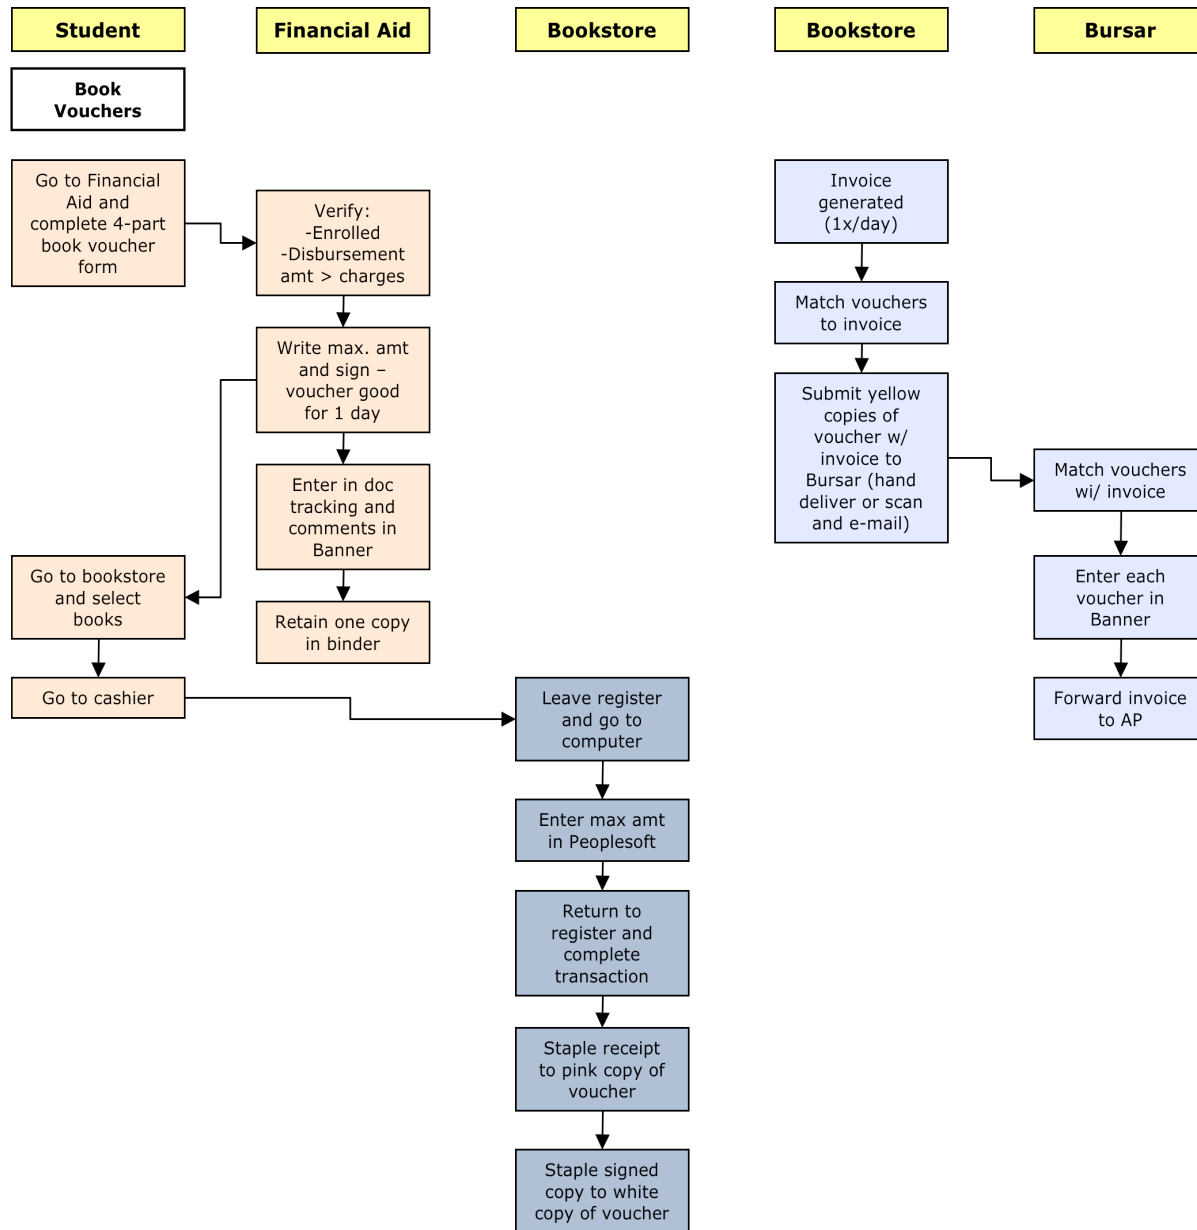 Student
Financial Aid
Bookstore
Bookstore
Bursar
Book
Vouchers
Go to Financial
Aid and
complete 4-part
book voucher
form
Verify:
-Enrolled
-Disbursement
amt > charges
Write max. amt
and sign –
voucher good
for 1 day
Enter in doc
tracking and
comments in
Banner
Retain one copy
in binder
Go to bookstore
and select
books
Go to cashier
Leave register
and go to
computer
Enter max amt
in Peoplesoft
Return to
register and
complete
transaction
Staple receipt
to pink copy of
voucher
Staple signed
copy to white
copy of voucher
Invoice
generated
(1x/day)
Match vouchers
to invoice
Submit yellow
copies of
voucher w/
invoice to
Bursar (hand
deliver or scan
and e-mail)
Match vouchers
wi/ invoice
Enter each
voucher in
Banner
Forward invoice
to AP